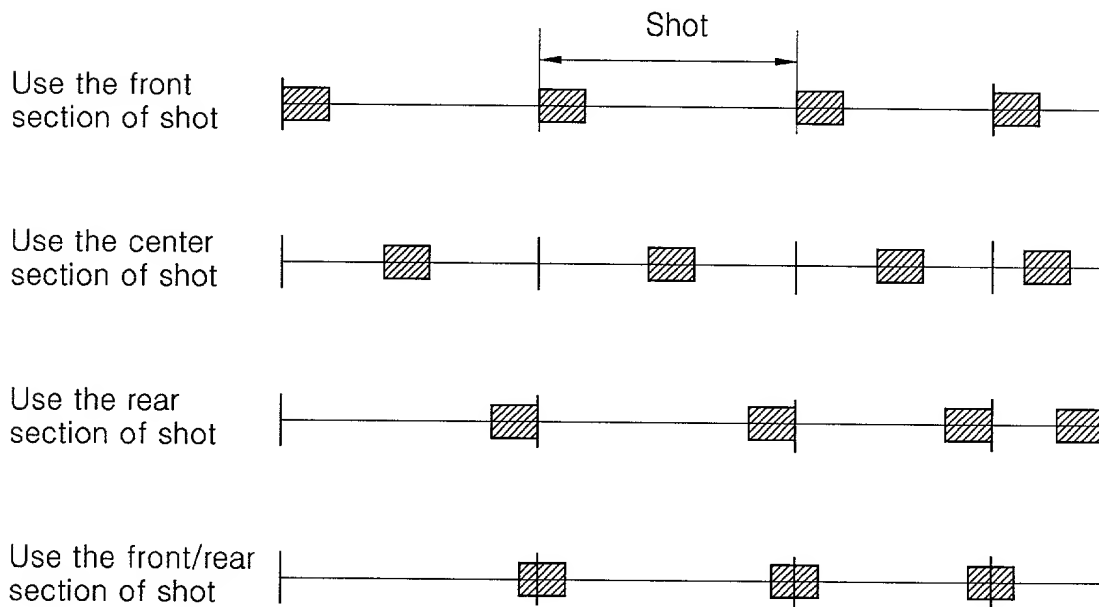 Shot
Use the front
section of shot
Use the center
section of shot
Use the rear
section of shot
Use the front/rear
section of shot